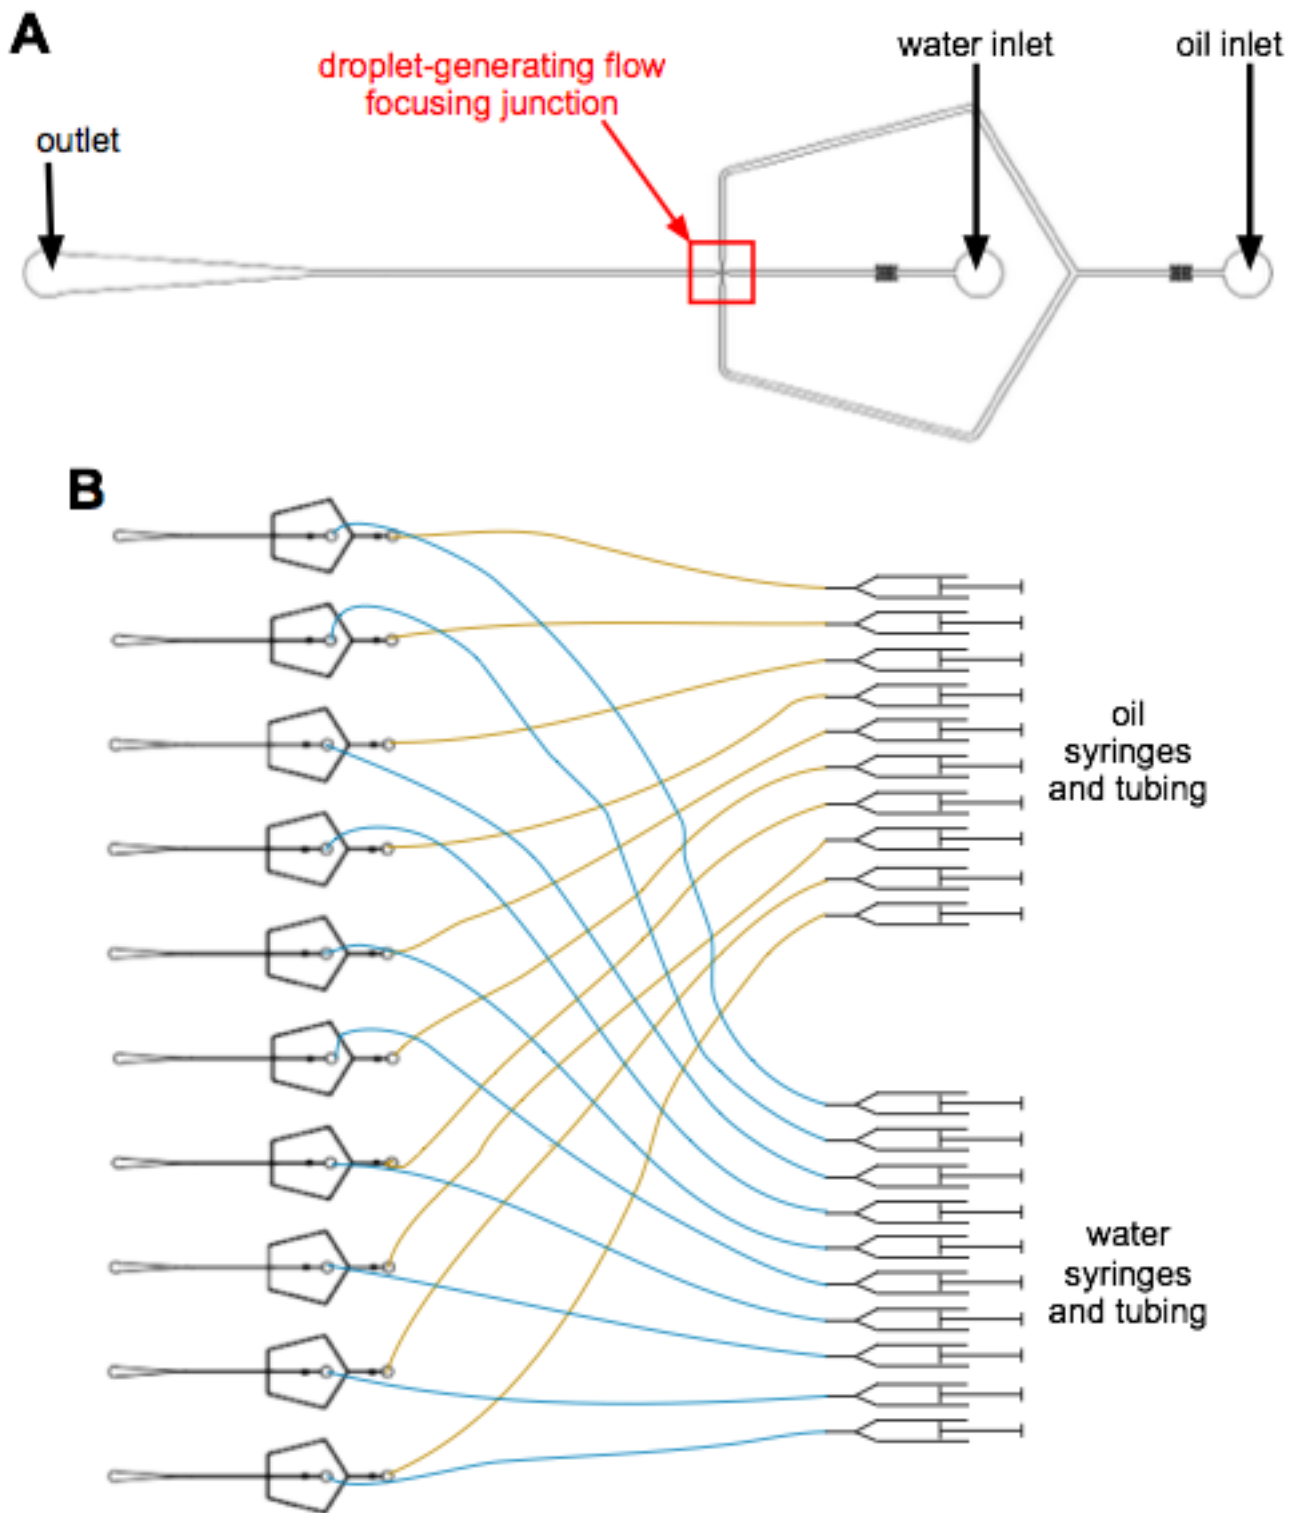 A
water inlet
oil inlet
droplet-generating flow
focusing junction
outlet
B
oil
syringes
and tubing
water
syringes
and tubing